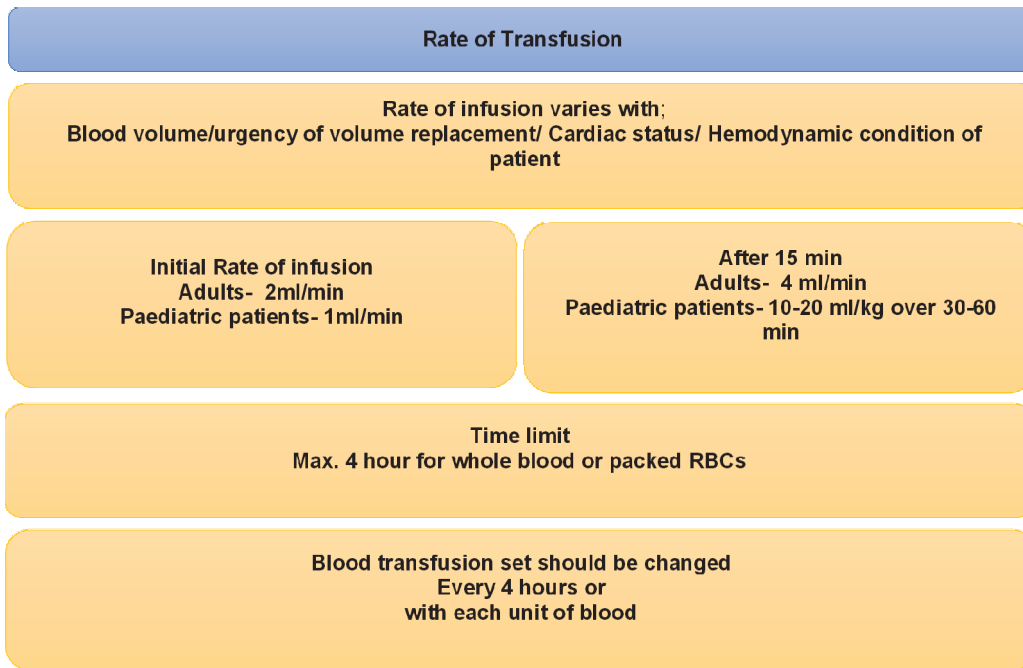 Rate of Transfusion
Rate of infusion varies with;
Blood volume/urgency of volume replacement/ Cardiac status/ Hemodynamic condition of
patient
Initial Rate of infusion
Adults- 2ml/min
Paediatric patients- 1ml/min
After 15 min
Adults- 4 ml/min
Paediatric patients- 10-20 ml/kg over 30-60
min
Time limit
Max. 4 hour for whole blood or packed RBCs
Blood transfusion set should be changed
Every 4 hours or
with each unit of blood